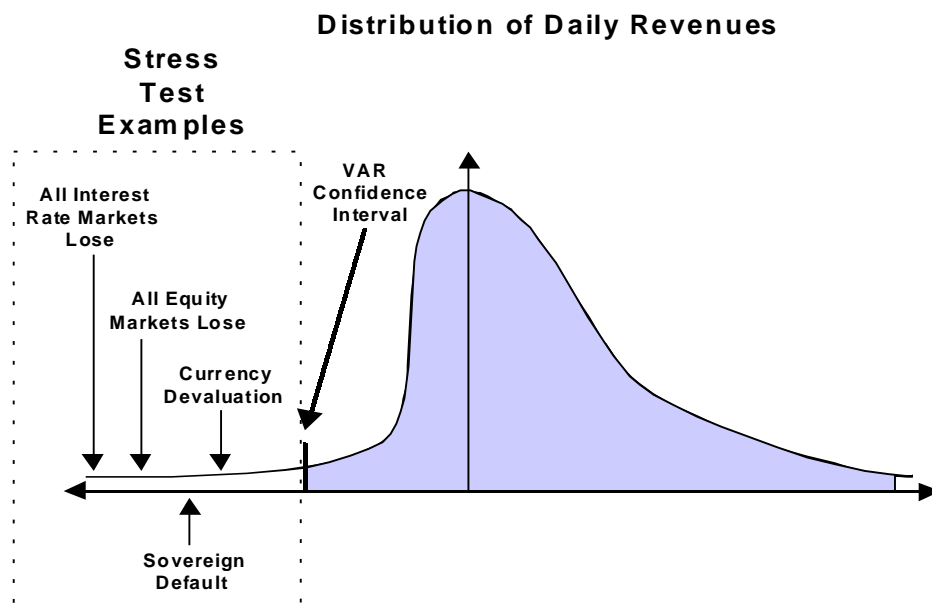 Distribution of Daily Revenues
Stress
Test
Examples
VAR
Confidence
Interval
All Interest
Rate Markets
Lose
All Equity
Markets Lose
Currency
Devaluation
Sovereign
Default